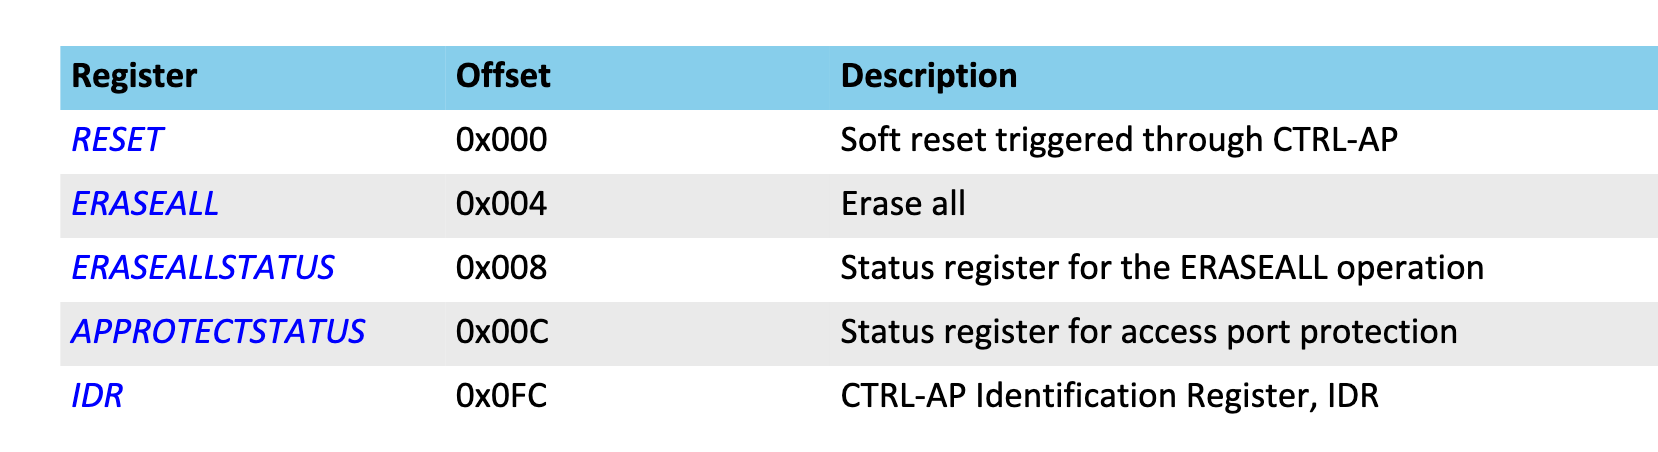 Register Offset Description
RESET 0x000 Soft reset triggered through CTRL-AP
ERASEALL 0x004 Erase all
ERASEALLSTATUS 0x008 Status register for the ERASEALL operation
APPROTECTSTATUS 0x00C Status register for access port protection
IDR 0x0FC CTRL-AP Identification Register, IDR